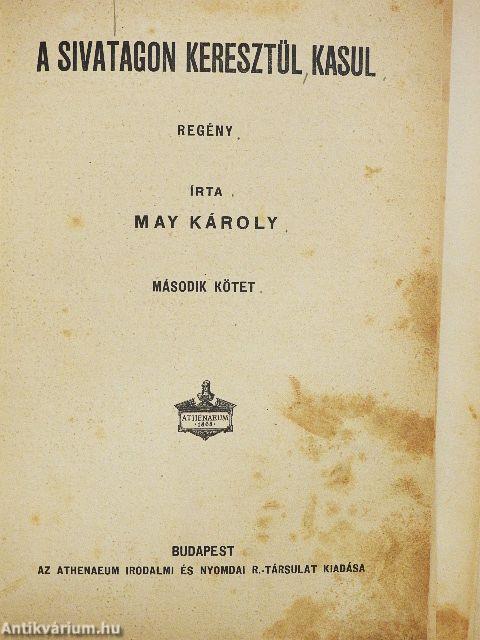 A SIVATAGON KERESZTÜL, KASUL
REGÉNY
ÍRTA
MAY KÁROLY
MÁSODIK KÖTET
ATHENAEUM
1868
BUDAPEST
AZ ATHENAEUM IRODALMI ÉS NYOMDAI R.-TÁRSULAT KIADÁSA
Antikvárium.hu